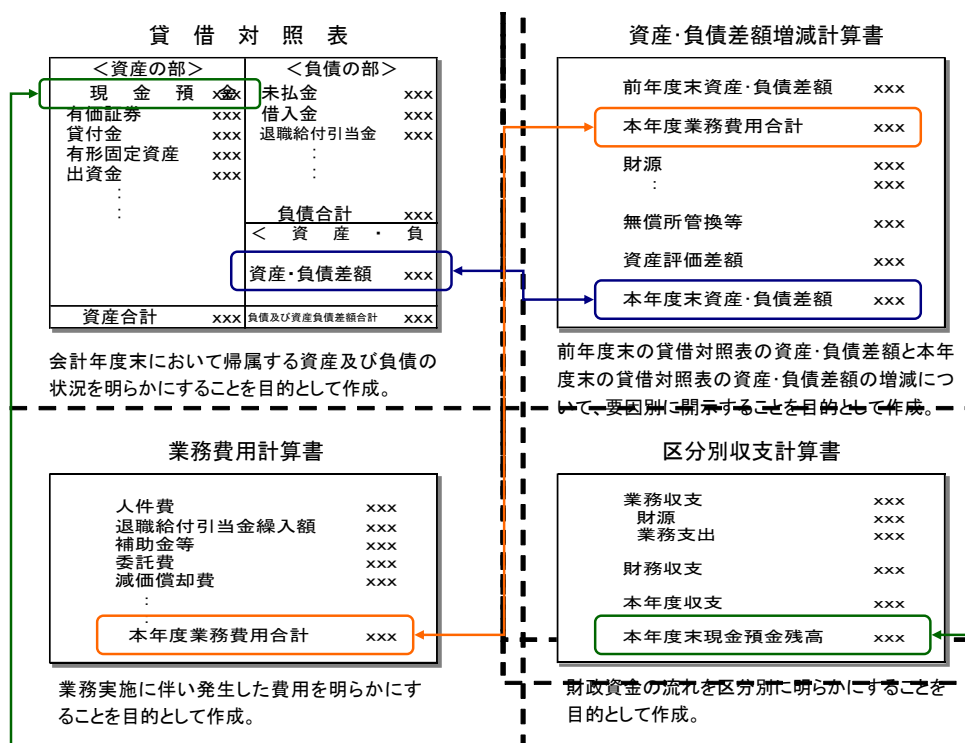 貸借対照表
＜資産の部＞
現金預金 xxx
有価証券 xxx
貸付金 xxx
有形固定資産 xxx
出資金 xxx
:
:
資産合計 xxx
＜負債の部＞
未払金 xxx
借入金 xxx
退職給付引当金 xxx
:
:
負債合計 xxx
＜資産・負
資産・負債差額 xxx
負債及び資産負債差額合計 xxx
会計年度末において帰属する資産及び負債の
状況を明らかにすることを目的として作成。
資産・負債差額増減計算書
前年度末資産・負債差額 xxx
本年度業務費用合計 xxx
財源 xxx
: xxx
無償所管換等 xxx
資産評価差額 xxx
本年度末資産・負債差額 xxx
前年度末の貸借対照表の資産・負債差額と本年
度末の貸借対照表の資産・負債差額の増減につ
いて、要因別に開示することを目的として作成。
業務費用計算書
人件費 xxx
退職給付引当金繰入額 xxx
補助金等 xxx
委託費 xxx
減価償却費 xxx
:
:
本年度業務費用合計 xxx
業務実施に伴い発生した費用を明らかにす
ることを目的として作成。
区分別収支計算書
業務収支 xxx
財源 xxx
業務支出 xxx
財務収支 xxx
本年度収支 xxx
本年度末現金預金残高 xxx
財政資金の流れを区分別に明らかにすることを
目的として作成。